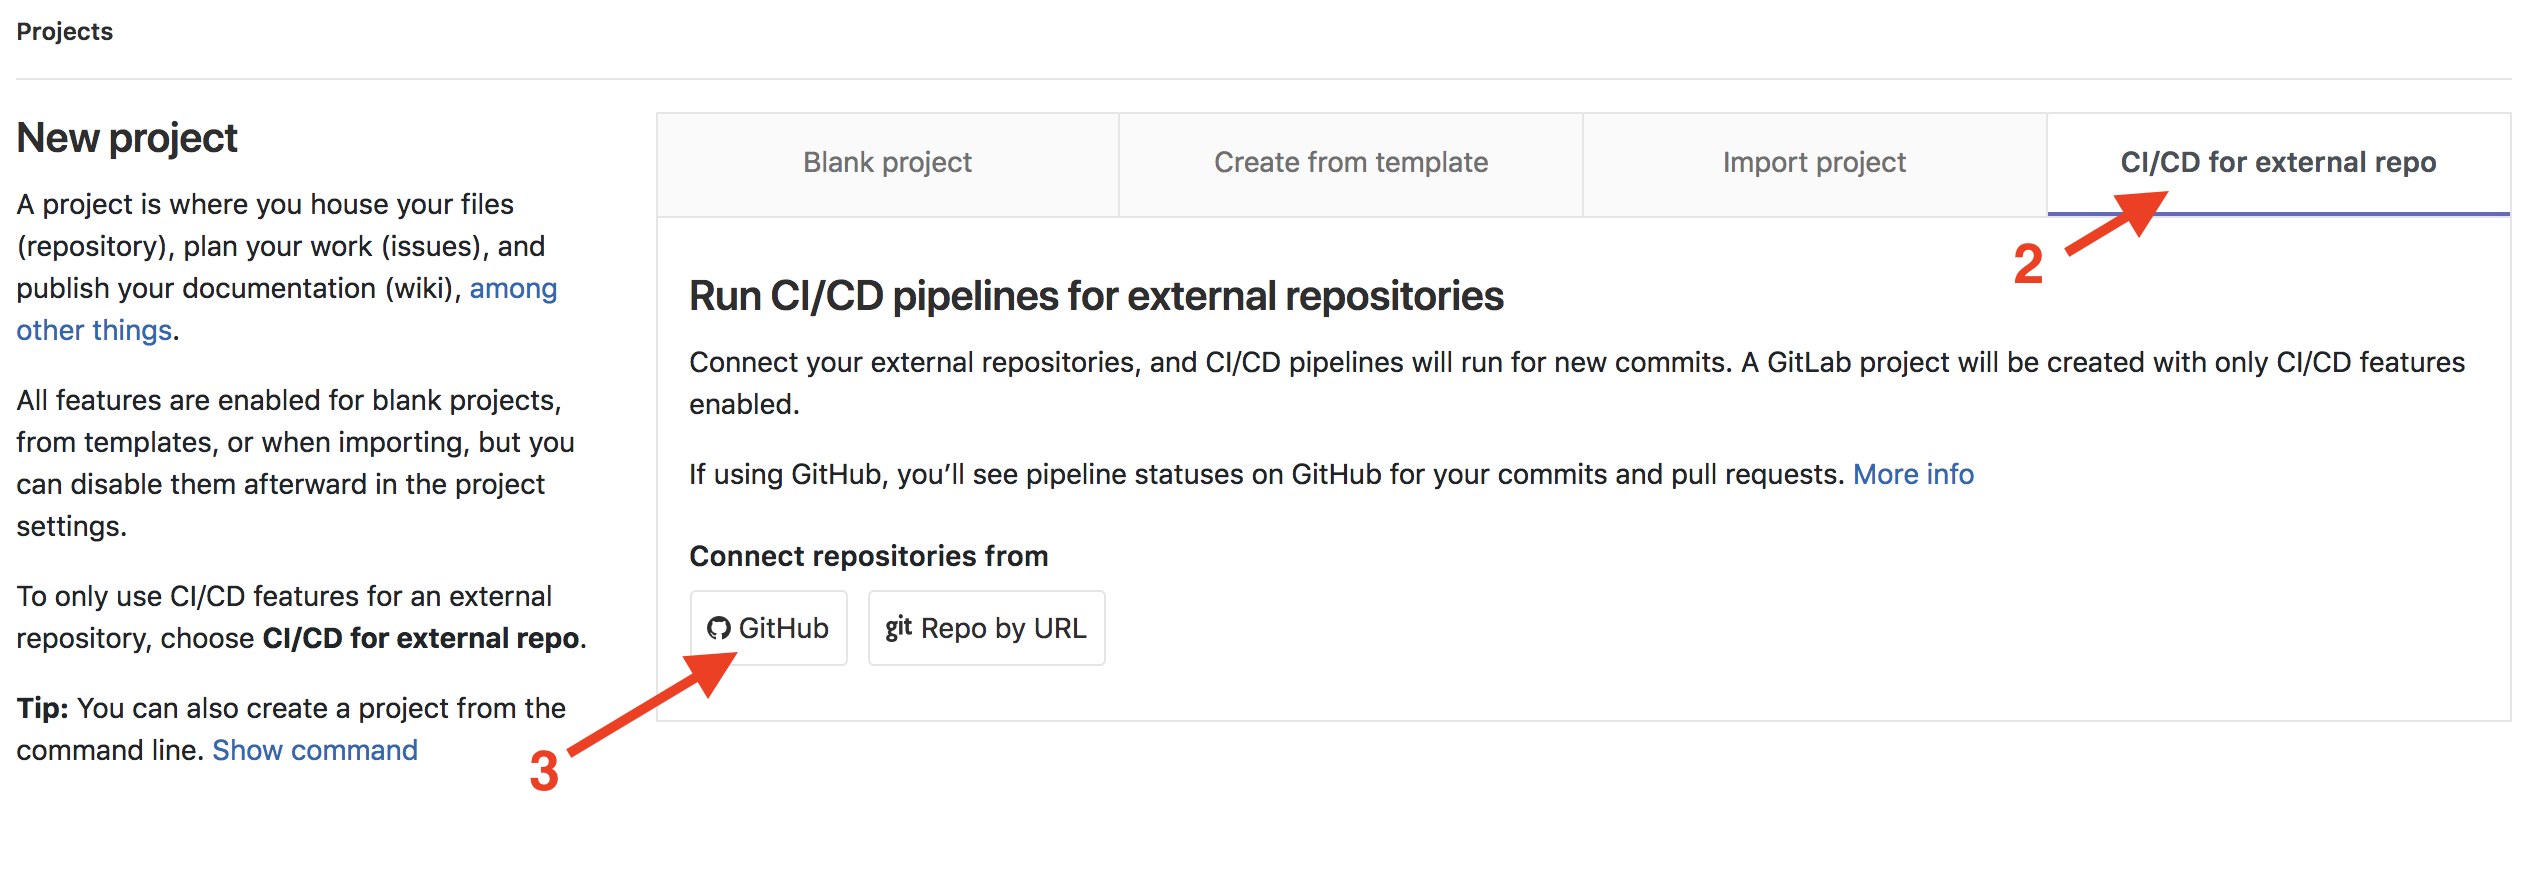 Projects
New project
A project is where you house your files
(repository), plan your work (issues), and
publish your documentation (wiki), among
other things.
All features are enabled for blank projects,
from templates, or when importing, but you
can disable them afterward in the project
settings.
To only use CI/CD features for an external
repository, choose CI/CD for external repo.
Tip: You can also create a project from the
command line. Show command
Blank project
Create from template
Import project
CI/CD for external repo
2
Run CI/CD pipelines for external repositories
Connect your external repositories, and CI/CD pipelines will run for new commits. A GitLab project will be created with only CI/CD features
enabled.
If using GitHub, you’ll see pipeline statuses on GitHub for your commits and pull requests. More info
Connect repositories from
GitHub
git Repo by URL
3